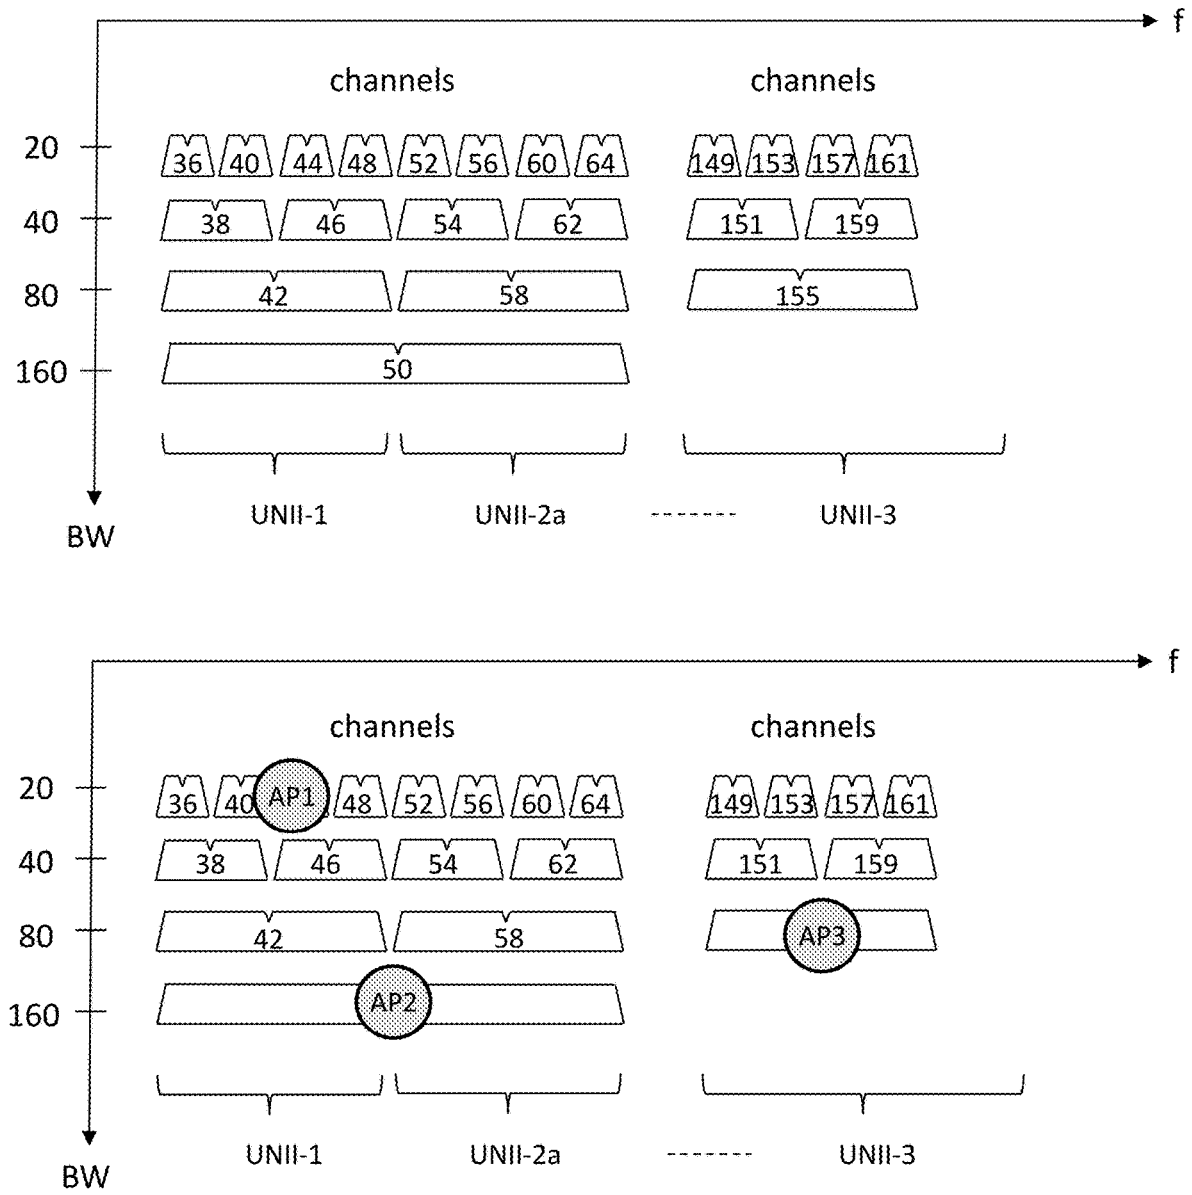 f
channels channels
20 36 40 44 48 52 56 60 64 149 153 157 161
40 38 46 54 62 151 159
80 42 58 155
160 50
UNII-1 UNII-2a UNII-3
BW
f
channels channels
20 36 40 AP1 48 52 56 60 64 149 153 157 161
40 38 46 54 62 151 159
80 42 58 AP3
160 AP2
UNII-1 UNII-2a UNII-3
BW